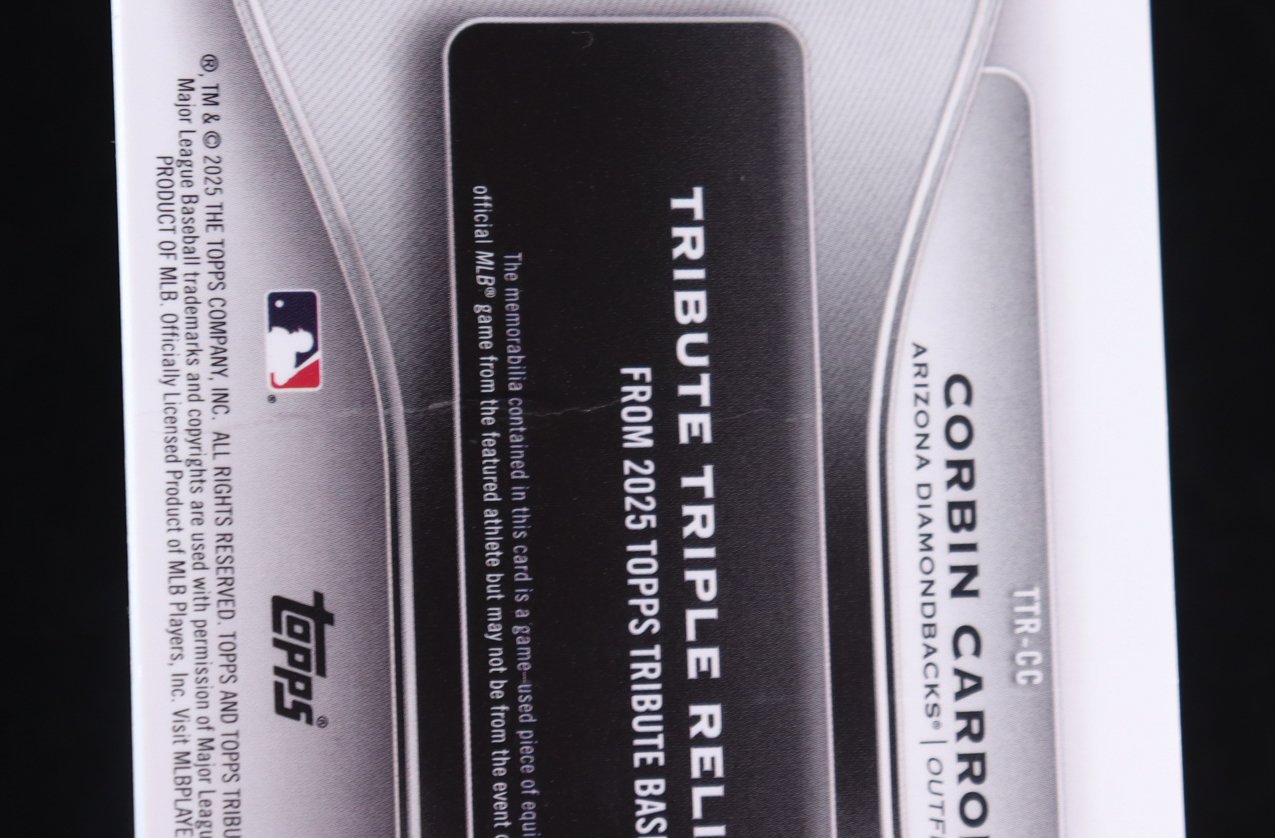 TTR-CC
CORBIN CARRO
ARIZONA DIAMONDBACKS® | OUTF
TRIBUTE TRIPLE RELI
FROM 2025 TOPPS TRIBUTE BAS
The memorabilia contained in this card is a game-used piece of equi
official MLB® game from the featured athlete but may not be from the event
topps®
®, TM & © 2025 THE TOPPS COMPANY, INC. ALL RIGHTS RESERVED. TOPPS AND TOPPS TRIBU
Major League Baseball trademarks and copyrights are used with permission of Major Leagu
PRODUCT OF MLB. Officially Licensed Product of MLB Players, Inc. Visit MLBPLAYE